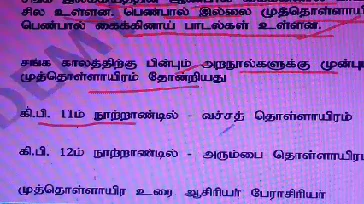 சில உள்ளன. பெண்பால் இல்லை முத்தொள்ளாயி
பெண்பால் கைக்கிளைப் பாடல்கள் உள்ளன.
சங்க காலத்திற்கு பின்பும் அறநூல்களுக்கு முன்பு
முத்தொள்ளாயிரம் தோன்றியது
கி.பி. 11ம் நூற்றாண்டில் - வச்சத் தொள்ளாயிரம்
கி.பி. 12ம் நூற்றாண்டில் - அரும்பை தொள்ளாயிர
முத்தொள்ளாயிர உரை ஆசிரியர் பேராசிரியர்